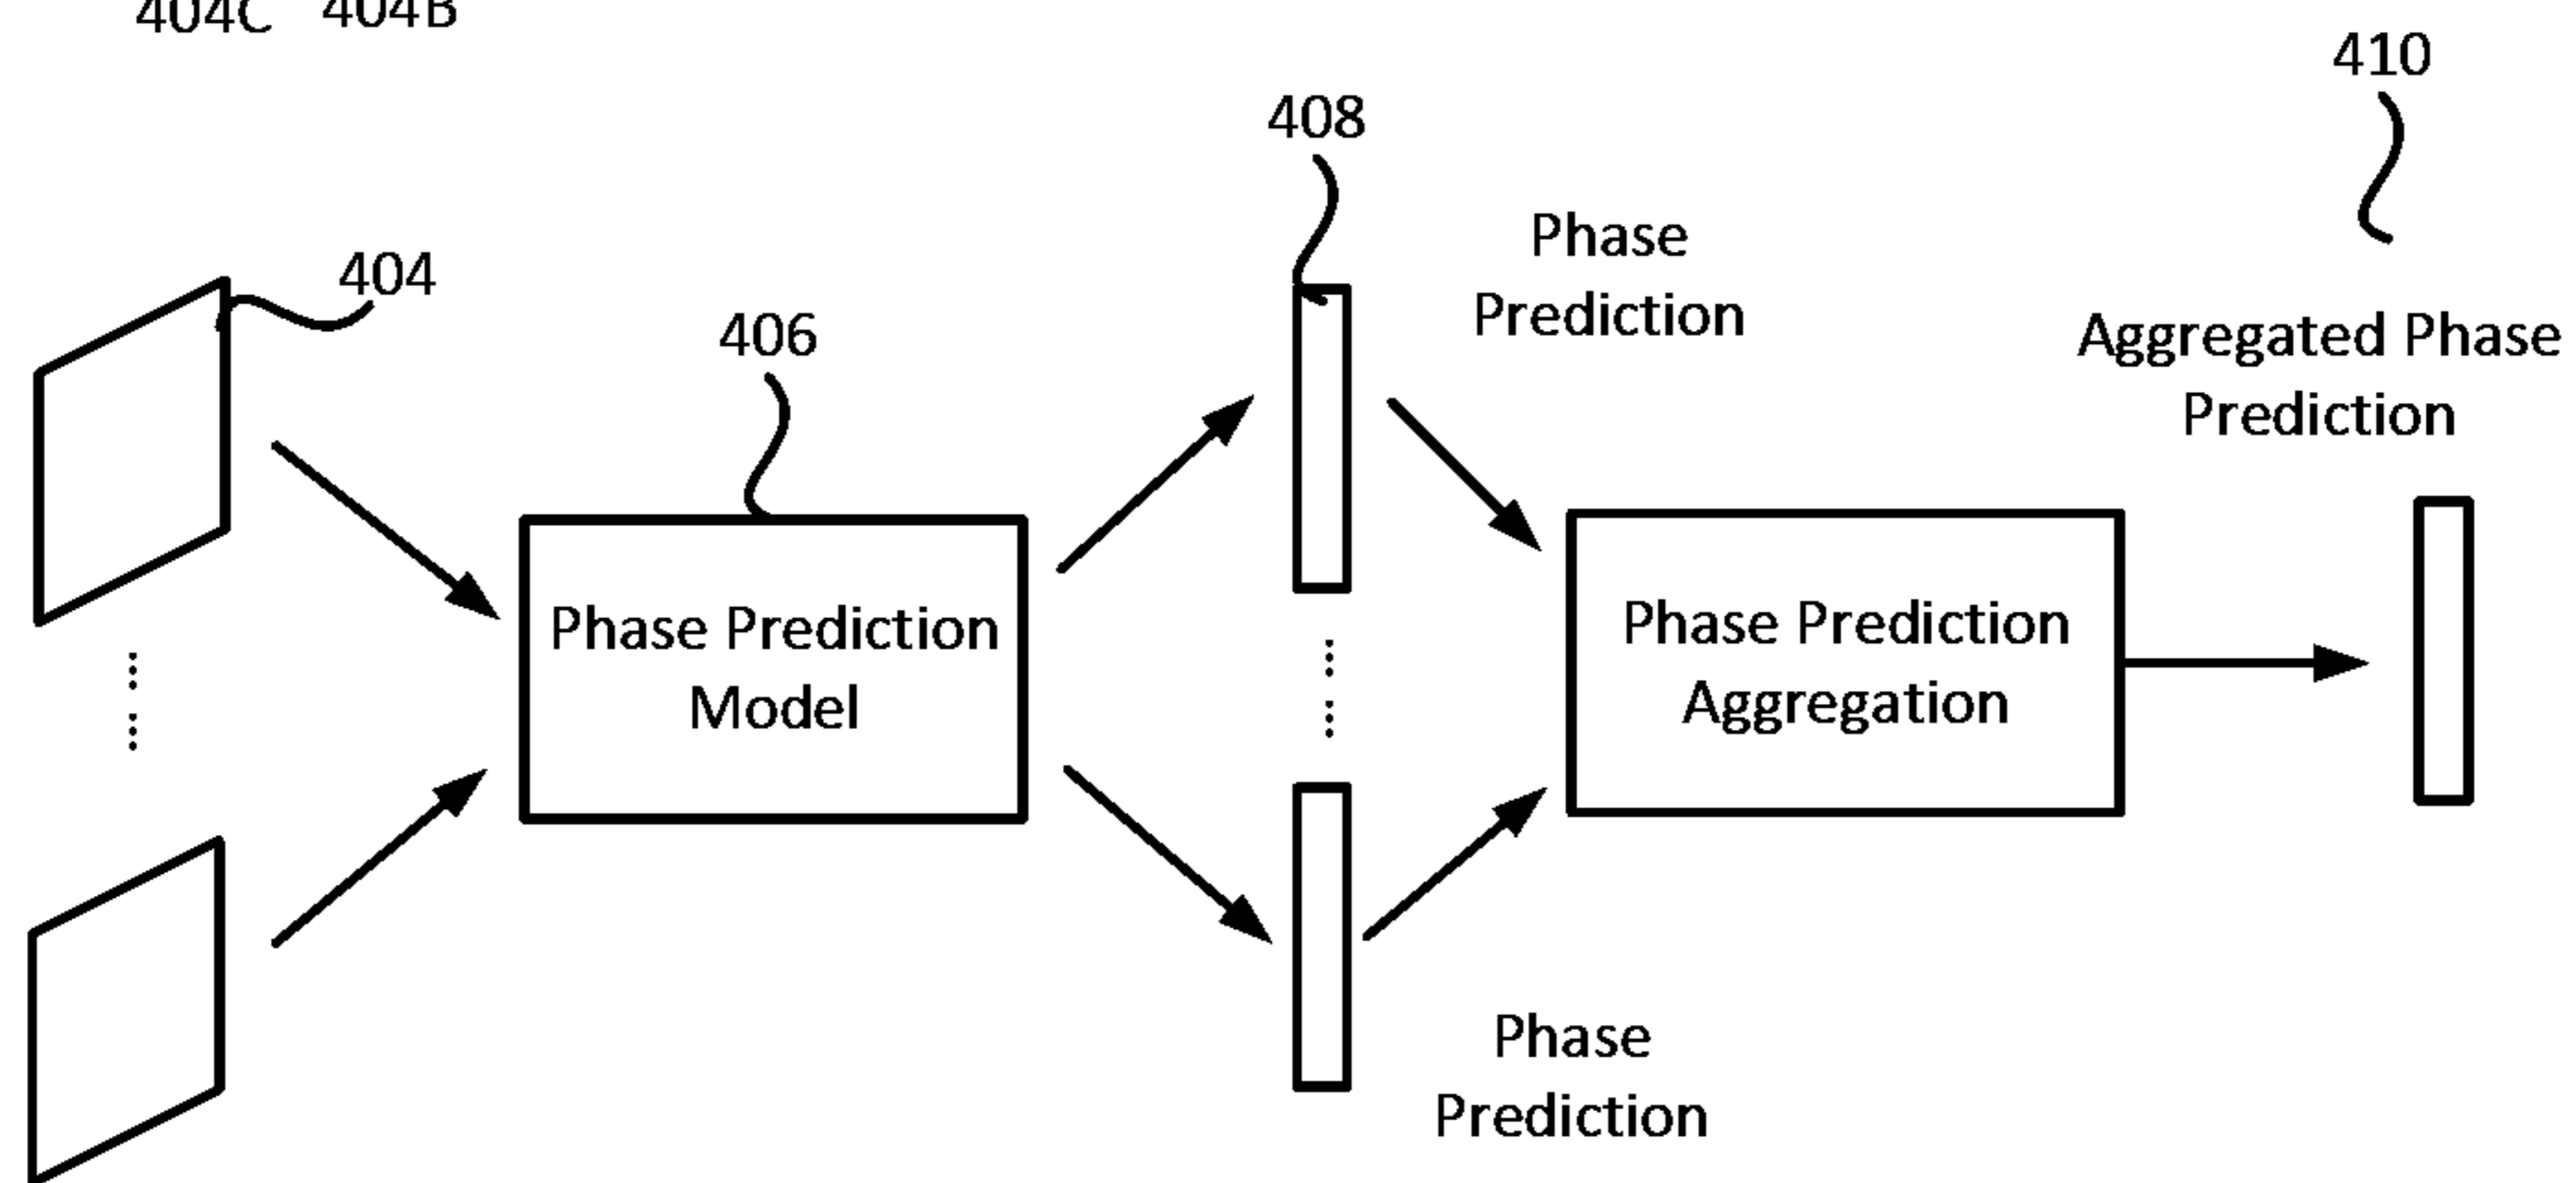 404C 404B
410
408
Phase
Prediction
404
406
Aggregated Phase
Prediction
Phase Prediction
Model
Phase Prediction
Aggregation
Phase
Prediction